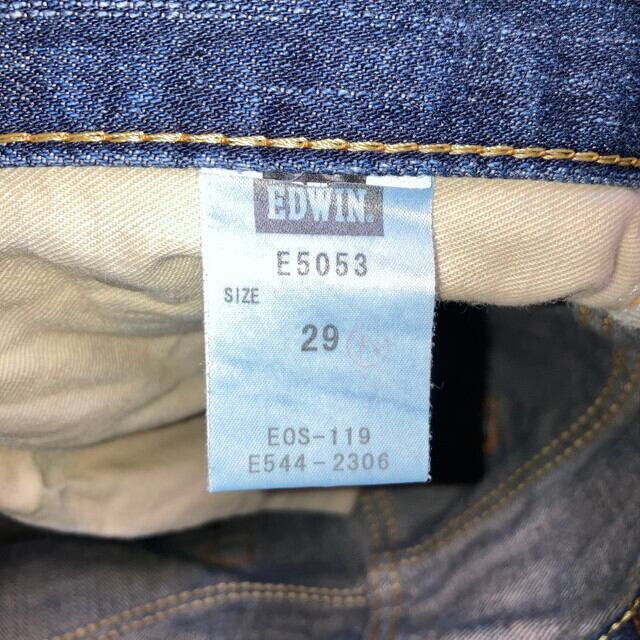 EDWIN.
E5053
SIZE
29
EOS-119
E544-2306